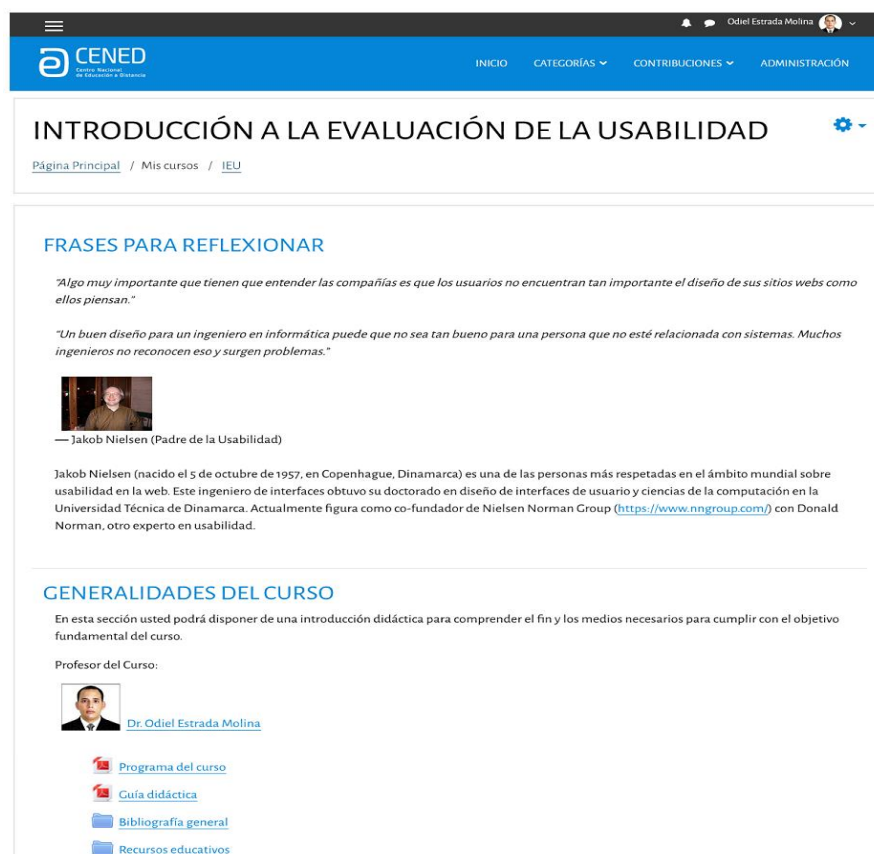 Odiel Estrada Molina
CENED
Centro Nacional
de Educación a Distancia
INICIO CATEGORÍAS CONTRIBUCIONES ADMINISTRACIÓN
INTRODUCCIÓN A LA EVALUACIÓN DE LA USABILIDAD
Página Principal / Mis cursos / IEU
FRASES PARA REFLEXIONAR
"Algo muy importante que tienen que entender las compañías es que los usuarios no encuentran tan importante el diseño de sus sitios webs como
ellos piensan."
"Un buen diseño para un ingeniero en informática puede que no sea tan bueno para una persona que no esté relacionada con sistemas. Muchos
ingenieros no reconocen eso y surgen problemas."
— Jakob Nielsen (Padre de la Usabilidad)
Jakob Nielsen (nacido el 5 de octubre de 1957, en Copenhague, Dinamarca) es una de las personas más respetadas en el ámbito mundial sobre
usabilidad en la web. Este ingeniero de interfaces obtuvo su doctorado en diseño de interfaces de usuario y ciencias de la computación en la
Universidad Técnica de Dinamarca. Actualmente figura como co-fundador de Nielsen Norman Group (https://www.nngroup.com/) con Donald
Norman, otro experto en usabilidad.
GENERALIDADES DEL CURSO
En esta sección usted podrá disponer de una introducción didáctica para comprender el fin y los medios necesarios para cumplir con el objetivo
fundamental del curso.
Profesor del Curso:
Dr. Odiel Estrada Molina
Programa del curso
Guía didáctica
Bibliografía general
Recursos educativos